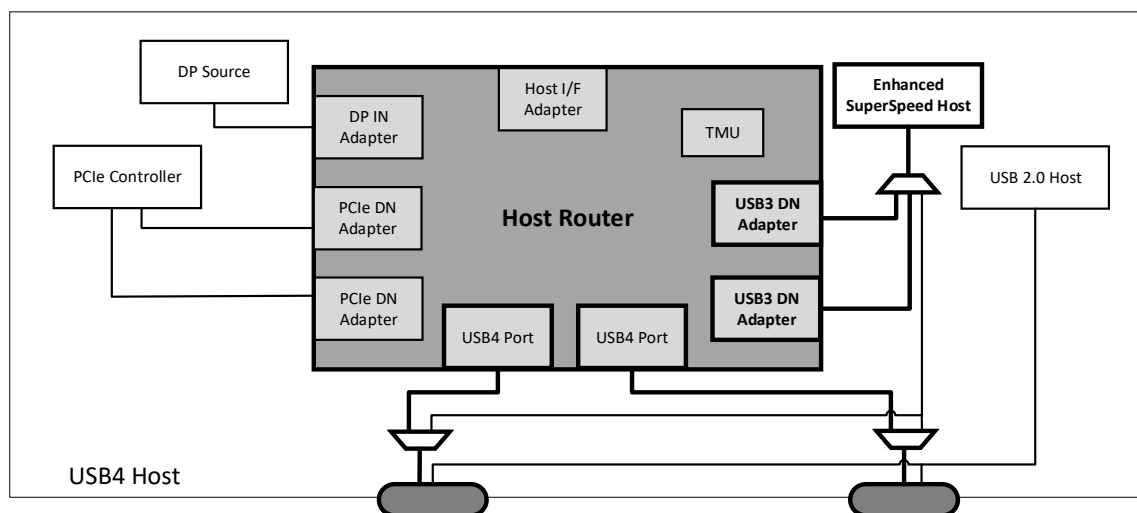 DP Source
Host I/F
Adapter
Enhanced
SuperSpeed Host
DP IN
Adapter
TMU
PCIe Controller
USB 2.0 Host
PCIe DN
Adapter
Host Router
USB3 DN
Adapter
PCIe DN
Adapter
USB3 DN
Adapter
USB4 Port
USB4 Port
USB4 Host